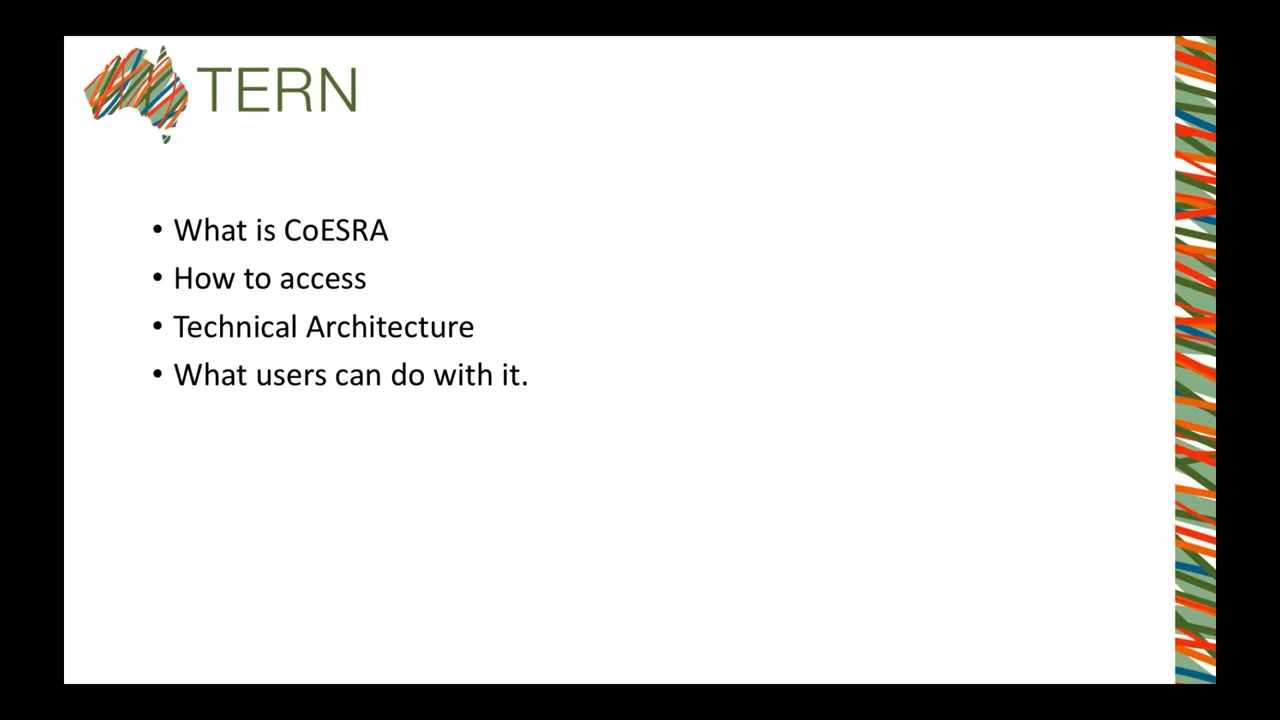 TERN
• What is CoESRA
• How to access
• Technical Architecture
• What users can do with it.